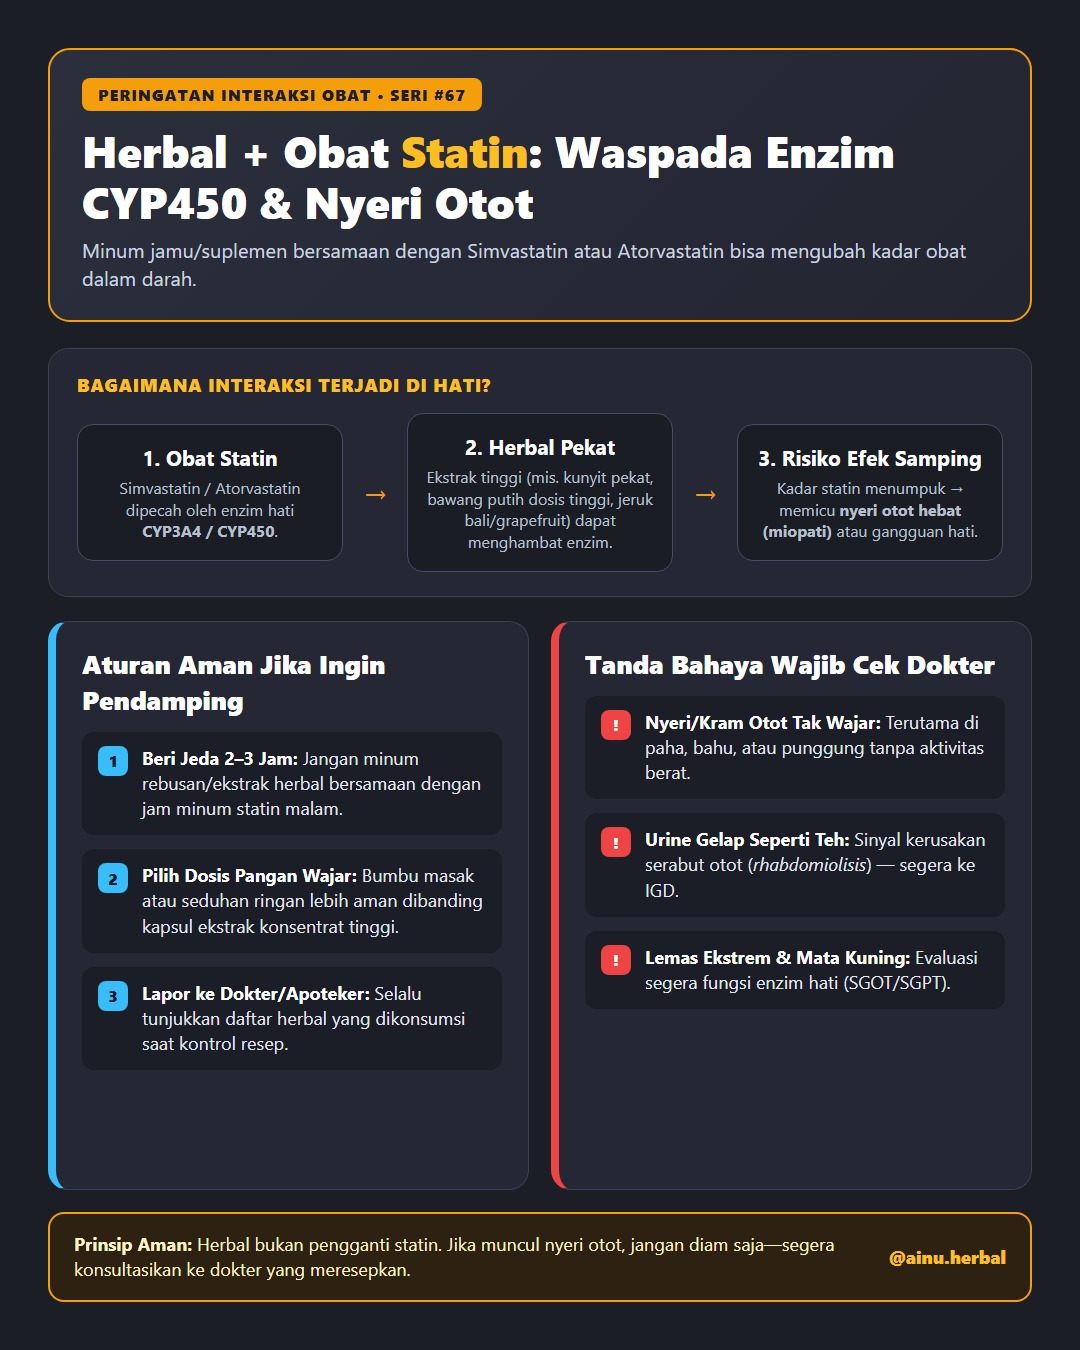 PERINGATAN INTERAKSI OBAT • SERI #67
Herbal + Obat Statin: Waspada Enzim
CYP450 & Nyeri Otot
Minum jamu/suplemen bersamaan dengan Simvastatin atau Atorvastatin bisa mengubah kadar obat
dalam darah.
BAGAIMANA INTERAKSI TERJADI DI HATI?
1. Obat Statin
Simvastatin / Atorvastatin
dipecah oleh enzim hati
CYP3A4 / CYP450.
→
2. Herbal Pekat
Ekstrak tinggi (mis. kunyit pekat,
bawang putih dosis tinggi, jeruk
bali/grapefruit) dapat
menghambat enzim.
→
3. Risiko Efek Samping
Kadar statin menumpuk →
memicu nyeri otot hebat
(miopati) atau gangguan hati.
Aturan Aman Jika Ingin
Pendamping
1
Beri Jeda 2–3 Jam: Jangan minum
rebusan/ekstrak herbal bersamaan dengan
jam minum statin malam.
2
Pilih Dosis Pangan Wajar: Bumbu masak
atau seduhan ringan lebih aman dibanding
kapsul ekstrak konsentrat tinggi.
3
Lapor ke Dokter/Apoteker: Selalu
tunjukkan daftar herbal yang dikonsumsi
saat kontrol resep.
Tanda Bahaya Wajib Cek Dokter
!
Nyeri/Kram Otot Tak Wajar: Terutama di
paha, bahu, atau punggung tanpa aktivitas
berat.
!
Urine Gelap Seperti Teh: Sinyal kerusakan
serabut otot (rhabdomiolisis) — segera ke
IGD.
!
Lemas Ekstrem & Mata Kuning: Evaluasi
segera fungsi enzim hati (SGOT/SGPT).
Prinsip Aman: Herbal bukan pengganti statin. Jika muncul nyeri otot, jangan diam saja—segera
konsultasikan ke dokter yang meresepkan.
@ainu.herbal